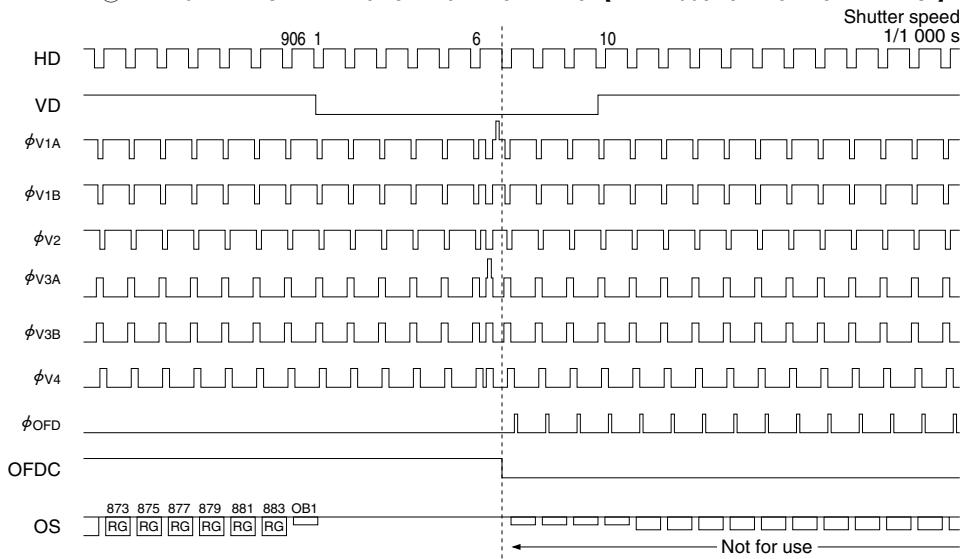 Shutter speed
1/1 000 s
906 1 6 10
HD
VD
ϕV1A
ϕV1B
ϕV2
ϕV3A
ϕV3B
ϕV4
ϕOFD
OFDC
873 875 877 879 881 883 OB1
OS RG RG RG RG RG RG
Not for use